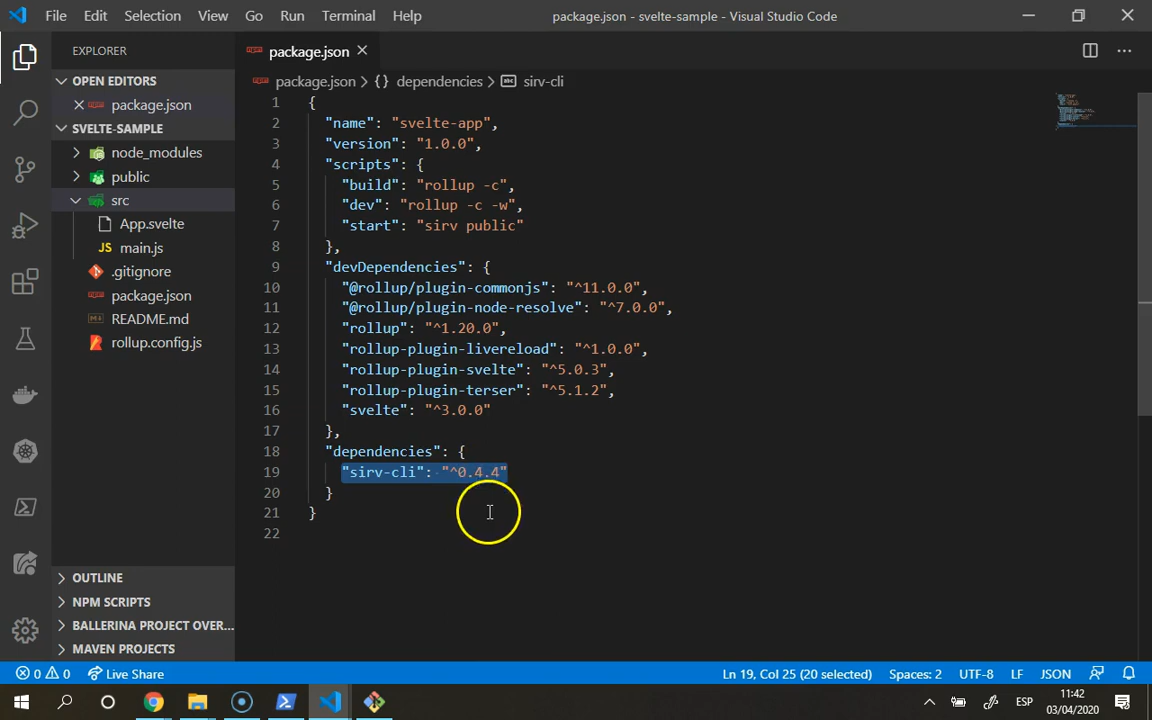 File Edit Selection View Go Run Terminal Help package.json - svelte-sample - Visual Studio Code
EXPLORER
OPEN EDITORS
package.json
SVELTE-SAMPLE
node_modules
public
src
App.svelte
JS main.js
.gitignore
package.json
README.md
rollup.config.js
OUTLINE
NPM SCRIPTS
BALLERINA PROJECT OVER...
MAVEN PROJECTS
package.json
package.json > {} dependencies > abc sirv-cli
1 {
2 "name": "svelte-app",
3 "version": "1.0.0",
4 "scripts": {
5 "build": "rollup -c",
6 "dev": "rollup -c -w",
7 "start": "sirv public"
8 },
9 "devDependencies": {
10 "@rollup/plugin-commonjs": "^11.0.0",
11 "@rollup/plugin-node-resolve": "^7.0.0",
12 "rollup": "^1.20.0",
13 "rollup-plugin-livereload": "^1.0.0",
14 "rollup-plugin-svelte": "^5.0.3",
15 "rollup-plugin-terser": "^5.1.2",
16 "svelte": "^3.0.0"
17 },
18 "dependencies": {
19 "sirv-cli": "^0.4.4"
20 }
21 }
22
0 0 Live Share Ln 19, Col 25 (20 selected) Spaces: 2 UTF-8 LF JSON
ESP
11:42
03/04/2020